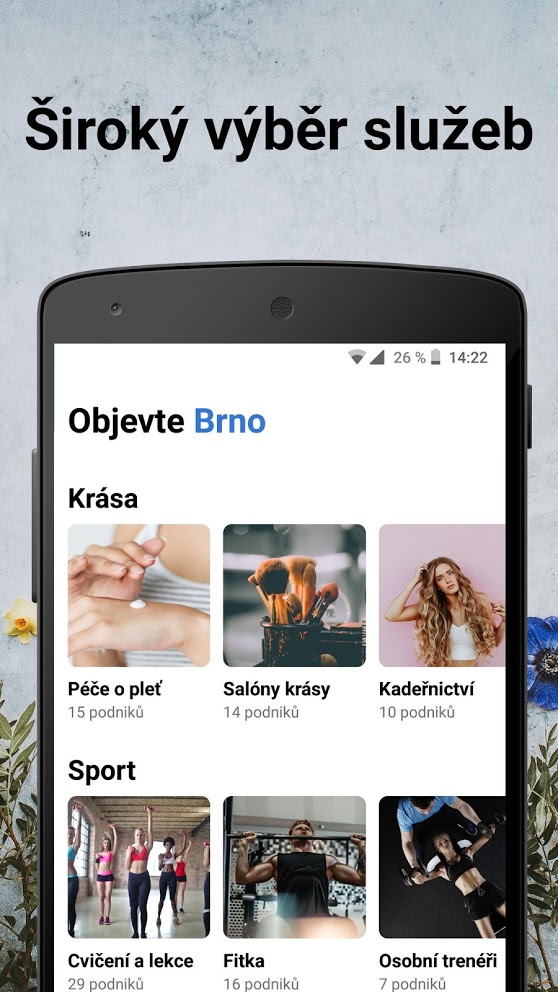 Široký výběr služeb
26 % 14:22
Objevte Brno
Krása
Péče o pleť
Salóny krásy
Kadeřnictví
15 podniků
14 podniků
10 podniků
Sport
Cvičení a lekce
Fitka
Osobní trenéři
29 podniků
16 podniků
7 podniků